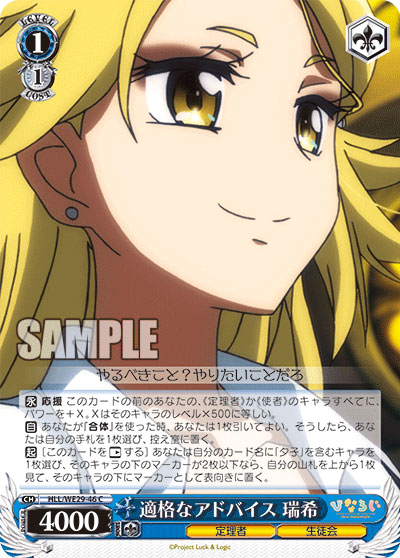 LEVEL
1
1
COST
SAMPLE
やるべきこと？やりたいことだろ
永 応援 このカードの前のあなたの、《定理者》か《使者》のキャラすべてに、
パワーを＋X。Xはそのキャラのレベル×500に等しい。
自 あなたが「合体」を使った時、あなたは1枚引いてよい。そうしたら、あな
たは自分の手札を1枚選び、控え室に置く。
起 ［このカードを する］ あなたは自分のカード名に「夕子」を含むキャラを
1枚選び、そのキャラの下のマーカーが2枚以下なら、自分の山札を上から1枚
見て、そのキャラの下にマーカーとして表向きに置く。
CH
HLL/WE29-46 C
4000
適格なアドバイス 瑞希
ひなろじ
定理者
生徒会
©Project Luck & Logic